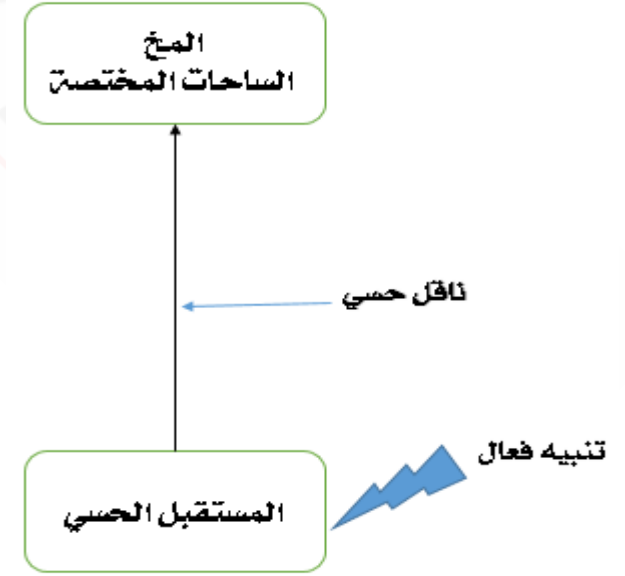 المخ
الساحات المختصة
ناقل حسي
تنبيه فعال
المستقبل الحسي